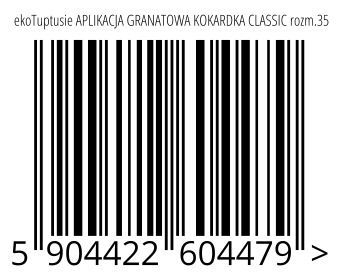 ekoTuptusie APLIKACJA GRANATOWA KOKARDKA CLASSIC rozm.35
5 904422 604479 >